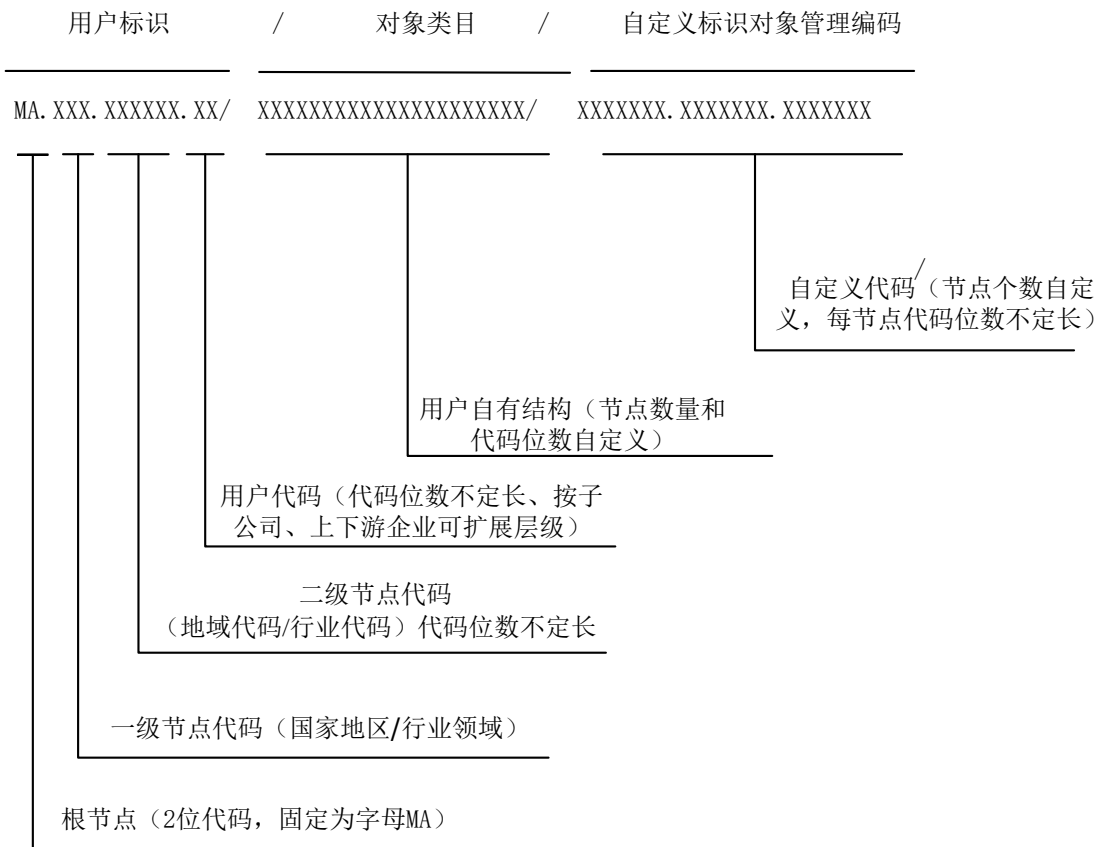 用户标识 / 对象类目 / 自定义标识对象管理编码
MA.XXX.XXXXXX.XX/ XXXXXXXXXXXXXXXXXXXXX/ XXXXXXX.XXXXXXX.XXXXXXX
/
自定义代码（节点个数自定
义，每节点代码位数不定长）
用户自有结构（节点数量和
代码位数自定义）
用户代码（代码位数不定长、按子
公司、上下游企业可扩展层级）
二级节点代码
（地域代码/行业代码）代码位数不定长
一级节点代码（国家地区/行业领域）
根节点（2位代码，固定为字母MA）